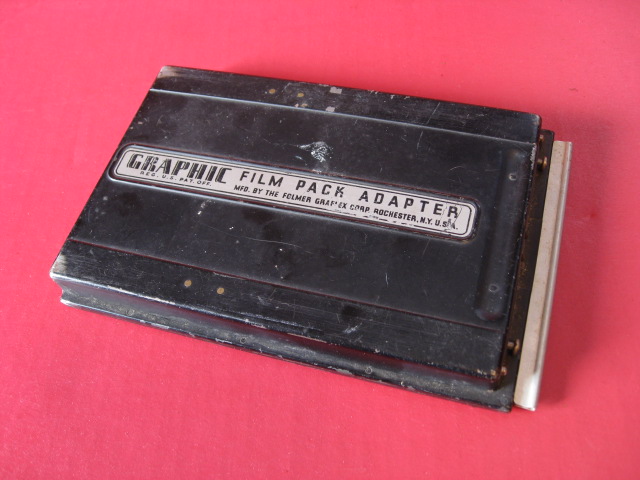 GRAPHIC FILM PACK ADAPTER
REG. U.S. PAT. OFF. MFD. BY THE FOLMER GRAFLEX CORP. ROCHESTER, N.Y. U.S.A.